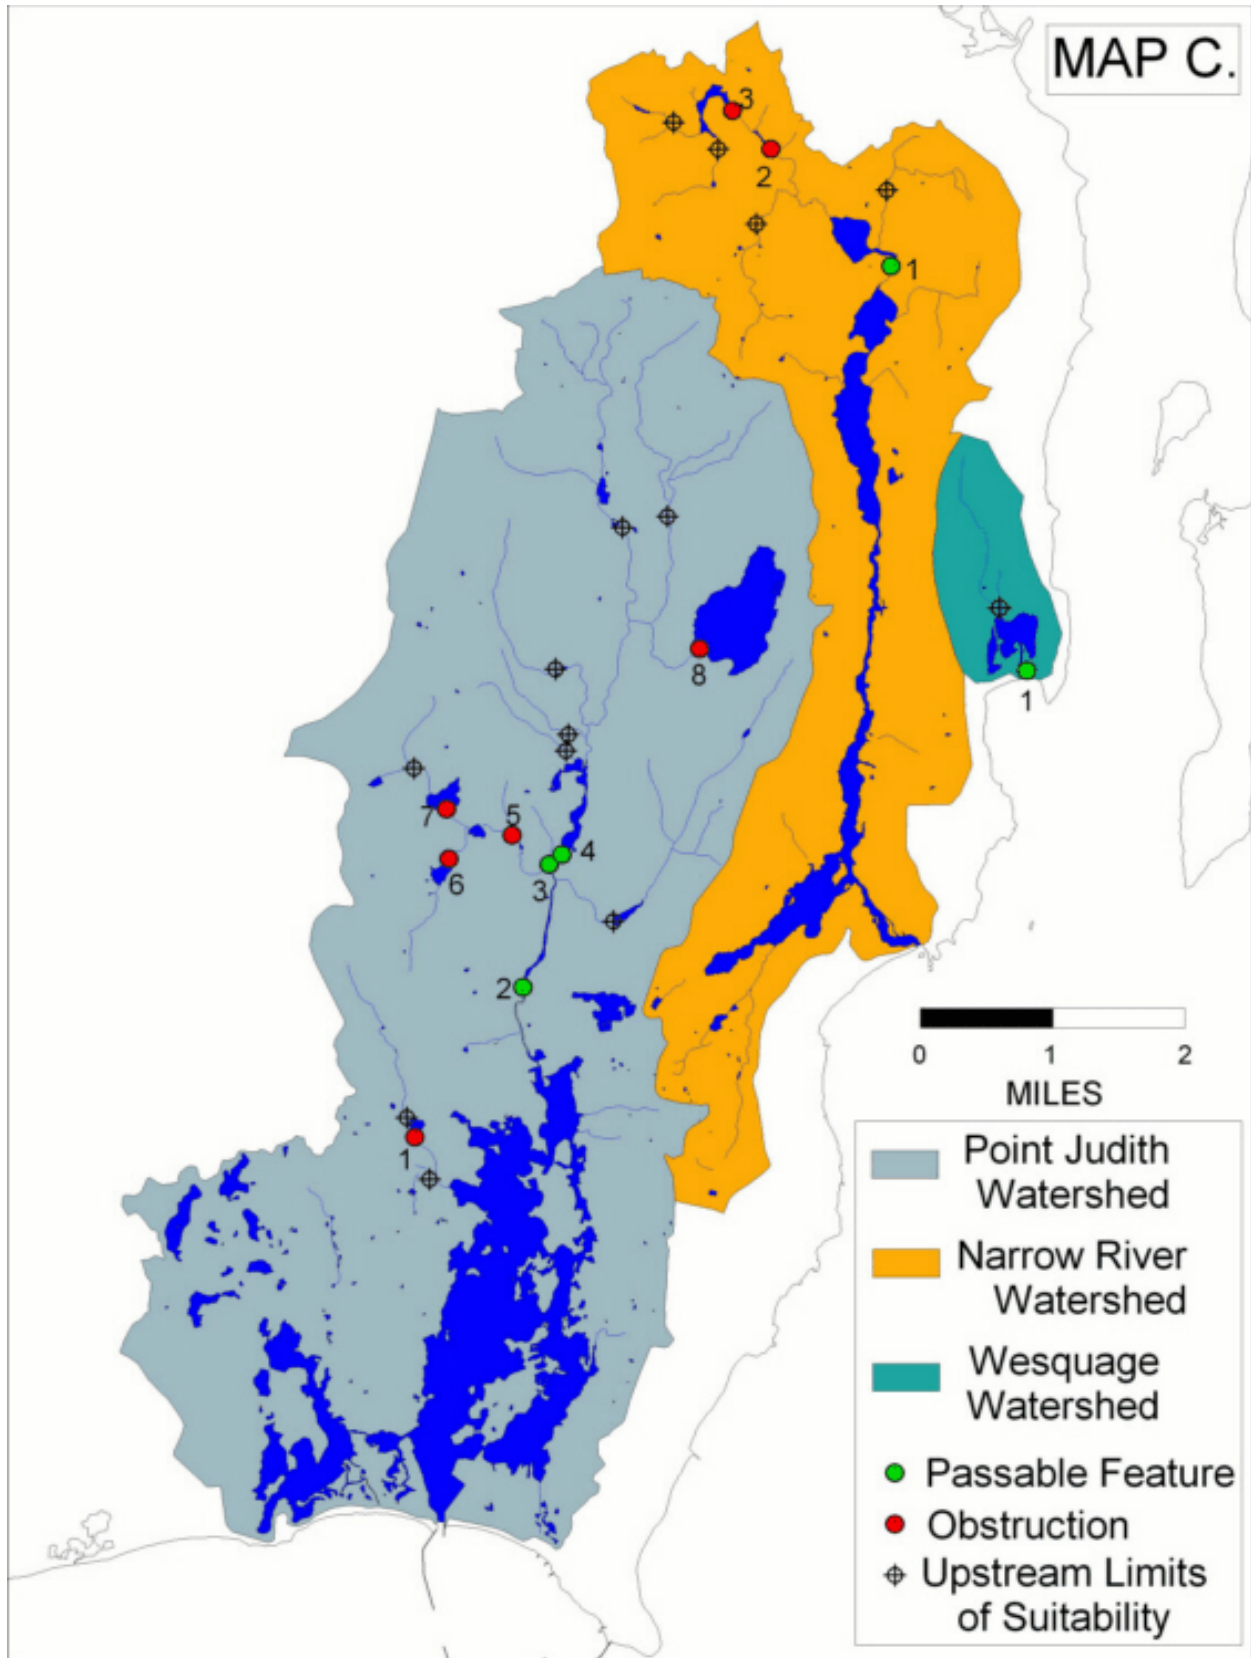 MAP C.
3
2
1
8
1
7
5
4
6
3
2
1
0 1 2
MILES
Point Judith
Watershed
Narrow River
Watershed
Wesquage
Watershed
Passable Feature
Obstruction
Upstream Limits
of Suitability